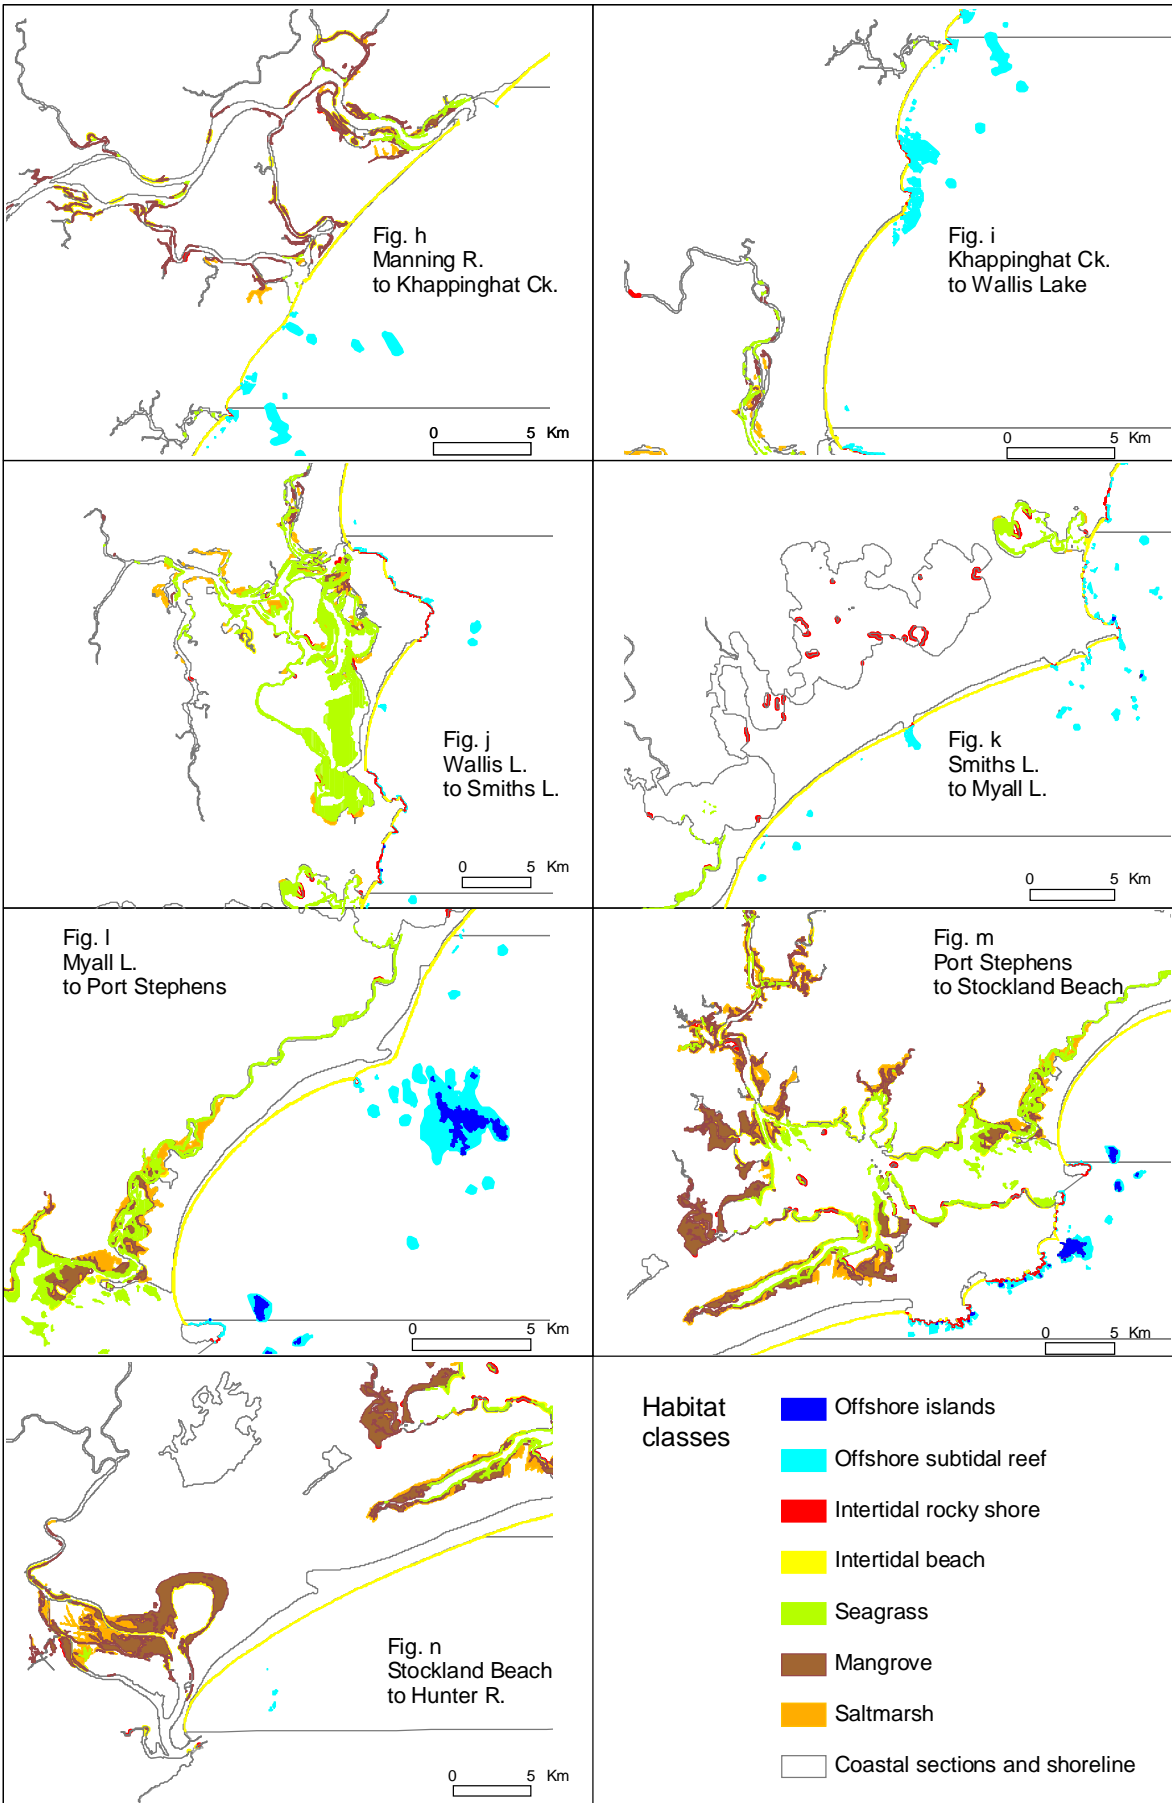 Fig. h
Manning R.
to Khappinghat Ck.
0 5 Km
Fig. i
Khappinghat Ck.
to Wallis Lake
0 5 Km
Fig. j
Wallis L.
to Smiths L.
0 5 Km
Fig. k
Smiths L.
to Myall L.
0 5 Km
Fig. l
Myall L.
to Port Stephens
0 5 Km
Fig. m
Port Stephens
to Stockland Beach
0 5 Km
Fig. n
Stockland Beach
to Hunter R.
0 5 Km
Habitat
classes
Offshore islands
Offshore subtidal reef
Intertidal rocky shore
Intertidal beach
Seagrass
Mangrove
Saltmarsh
Coastal sections and shoreline